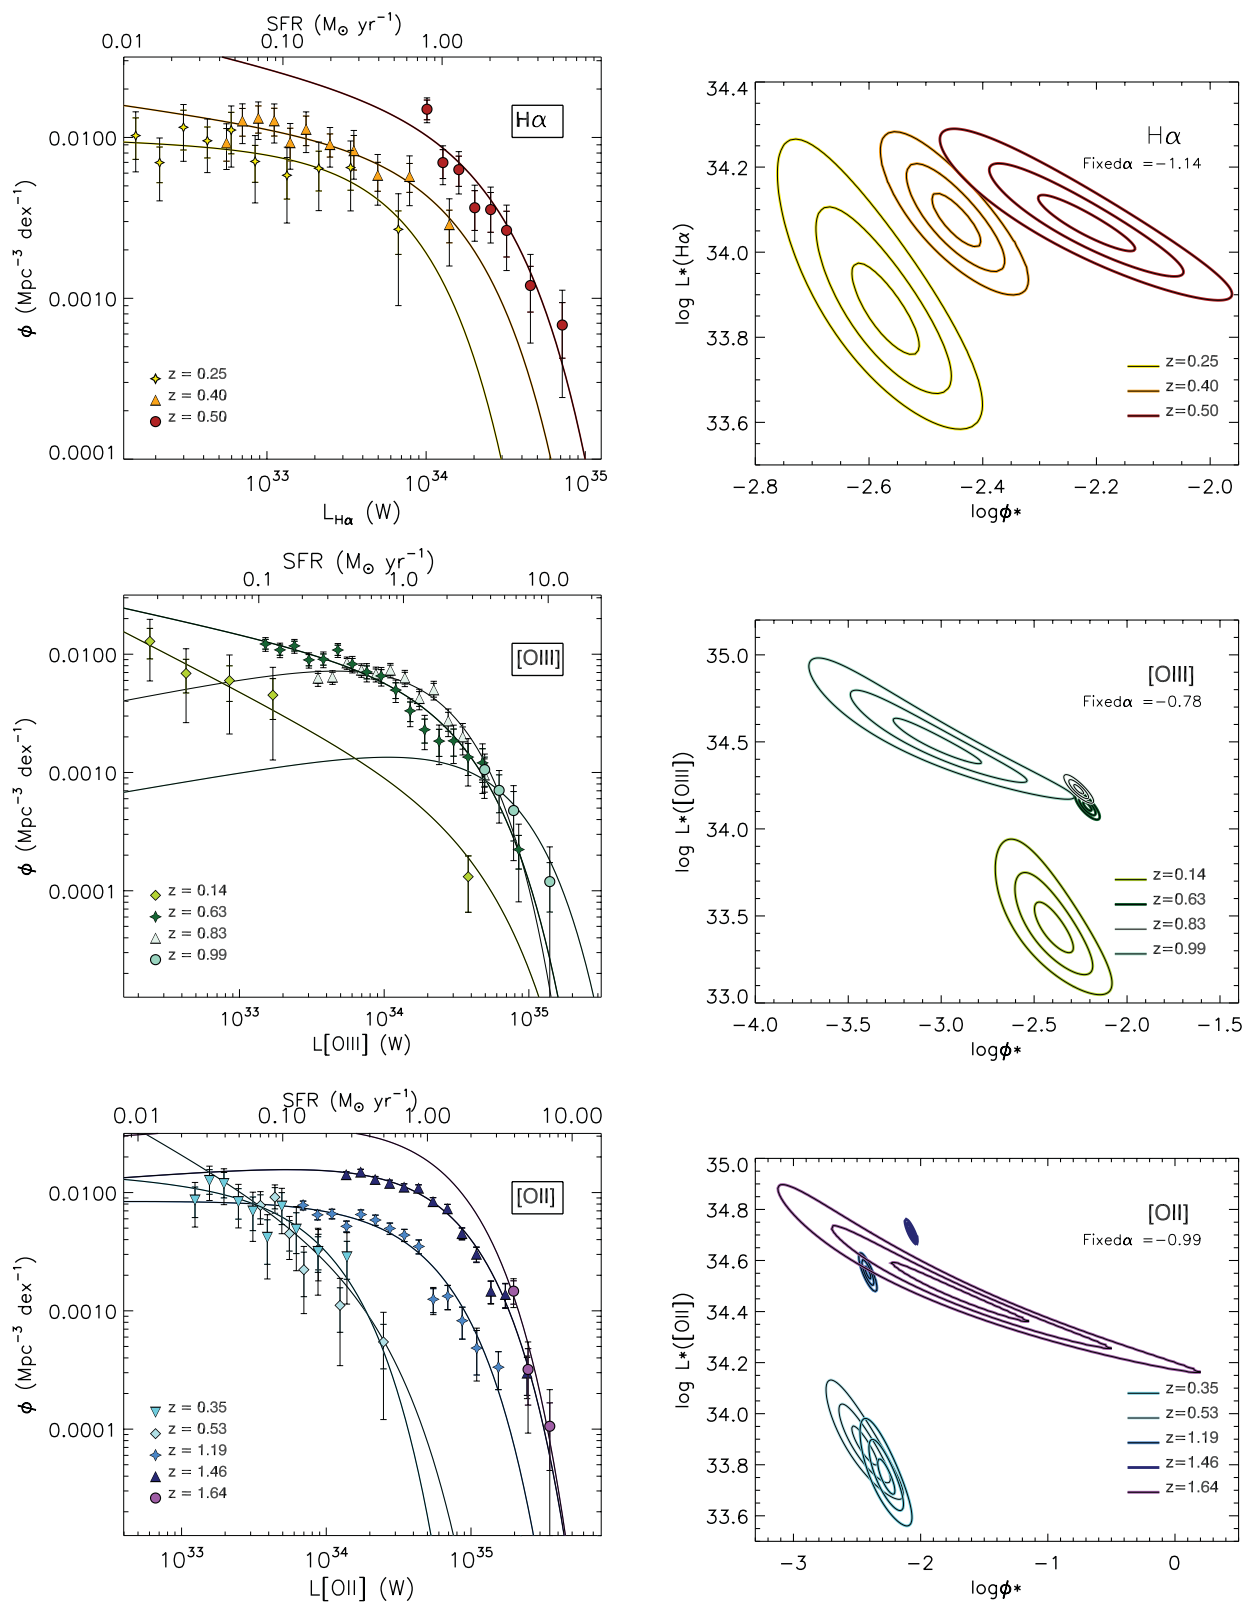 SFR (M⊙ yr⁻¹)
0.01 0.10 1.00
Hα
0.0100
0.0010
0.0001
ϕ (Mpc⁻³ dex⁻¹)
z = 0.25
z = 0.40
z = 0.50
10³³ 10³⁴ 10³⁵
L_Hα (W)
34.4
34.2
34.0
33.8
33.6
log L*(Hα)
Hα
Fixedα =−1.14
z=0.25
z=0.40
z=0.50
−2.8 −2.6 −2.4 −2.2 −2.0
logϕ*
SFR (M⊙ yr⁻¹)
0.1 1.0 10.0
[OIII]
0.0100
0.0010
0.0001
ϕ (Mpc⁻³ dex⁻¹)
z = 0.14
z = 0.63
z = 0.83
z = 0.99
10³³ 10³⁴ 10³⁵
L[OIII] (W)
35.0
34.5
34.0
33.5
33.0
log L*([OIII])
[OIII]
Fixedα =−0.78
z=0.14
z=0.63
z=0.83
z=0.99
−4.0 −3.5 −3.0 −2.5 −2.0 −1.5
logϕ*
SFR (M⊙ yr⁻¹)
0.01 0.10 1.00 10.00
[OII]
0.0100
0.0010
0.0001
ϕ (Mpc⁻³ dex⁻¹)
z = 0.35
z = 0.53
z = 1.19
z = 1.46
z = 1.64
10³³ 10³⁴ 10³⁵
L[OII] (W)
35.0
34.8
34.6
34.4
34.2
34.0
33.8
33.6
log L*([OII])
[OII]
Fixedα =−0.99
z=0.35
z=0.53
z=1.19
z=1.46
z=1.64
−3 −2 −1 0
logϕ*